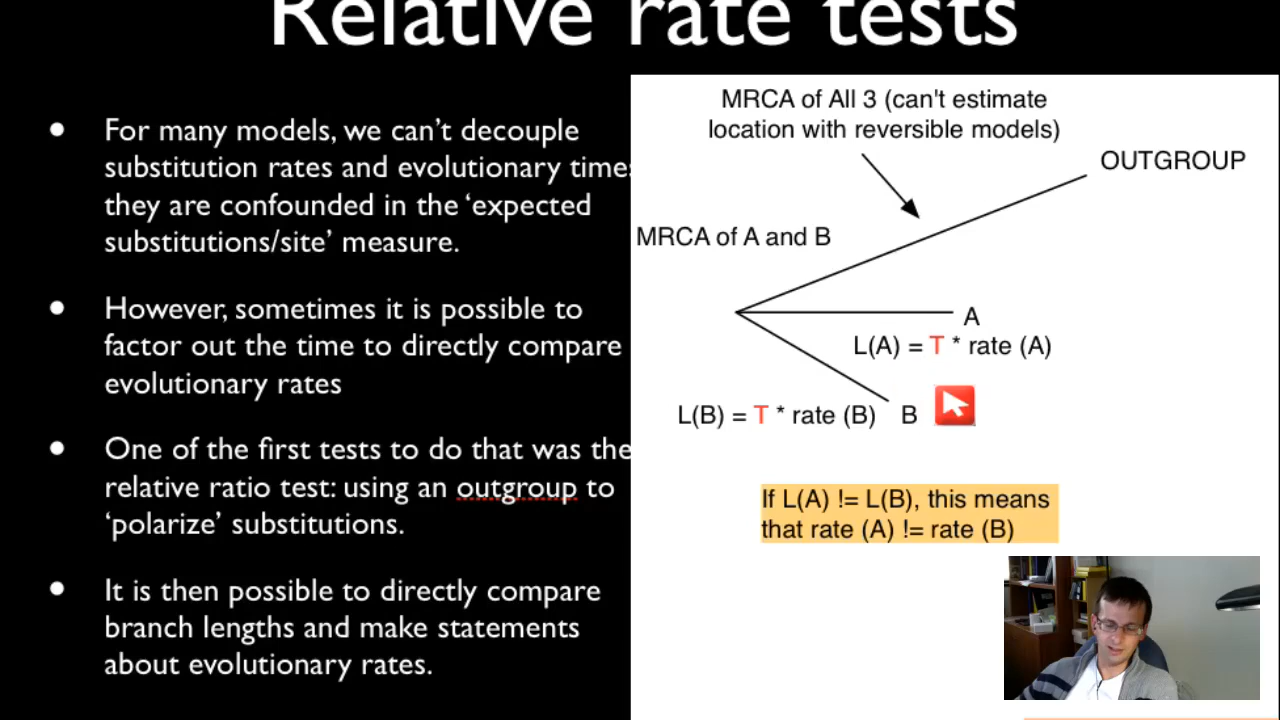 Relative rate tests
For many models, we can't decouple
substitution rates and evolutionary times
they are confounded in the 'expected
substitutions/site' measure.
However, sometimes it is possible to
factor out the time to directly compare
evolutionary rates
One of the first tests to do that was the
relative ratio test: using an outgroup to
'polarize' substitutions.
It is then possible to directly compare
branch lengths and make statements
about evolutionary rates.
MRCA of All 3 (can't estimate
location with reversible models)
OUTGROUP
MRCA of A and B
A
L(A) = T * rate (A)
L(B) = T * rate (B) B
If L(A) != L(B), this means
that rate (A) != rate (B)